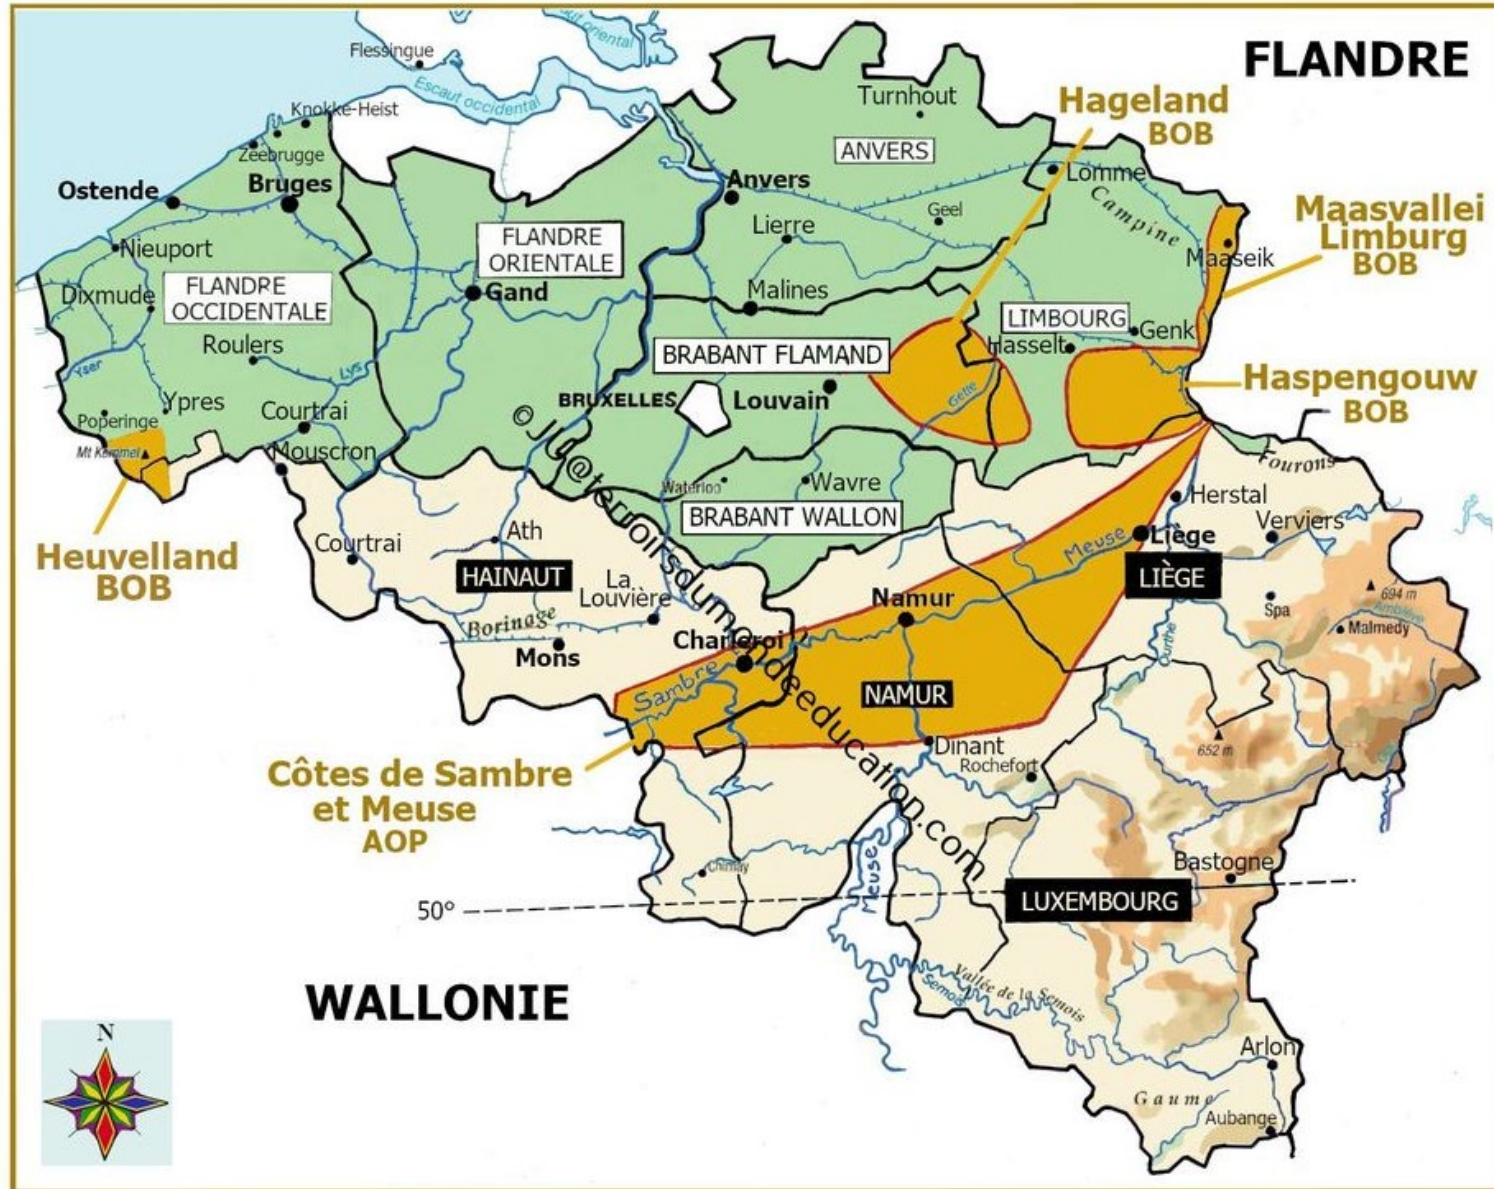 FLANDRE
Flessingue
Escaut occidental
oriental
Knokke-Heist
Zeebrugge
Ostende
Bruges
Nieuport
Dixmude
FLANDRE
OCCIDENTALE
Roulers
Yser
Ypres
Poperinge
Mt Kemmel
Courtrai
Mouscron
Lys
FLANDRE
ORIENTALE
Gand
Turnhout
ANVERS
Anvers
Lierre
Geel
Malines
Hageland
BOB
Lomme
Campine
Maasvallei
Limburg
BOB
Maaseik
LIMBOURG
Genk
Hasselt
BRABANT FLAMAND
BRUXELLES
Louvain
Gette
Haspengouw
BOB
Fourons
Waterloo
Wavre
BRABANT WALLON
Heuvelland
BOB
Courtrai
Ath
HAINAUT
La
Louvière
Borinage
Mons
Charleroi
Sambre
Namur
NAMUR
Meuse
Herstal
Liège
LIÈGE
Verviers
Spa
694 m
Amblève
Malmedy
Ourthe
652 m
Dinant
Rochefort
Côtes de Sambre
et Meuse
AOP
Chimay
Meuse
50°
Bastogne
LUXEMBOURG
WALLONIE
Vallée de la Semois
Semois
Arlon
Gaume
Aubange
N
© JLJ@terroirsdumondeeducation.com